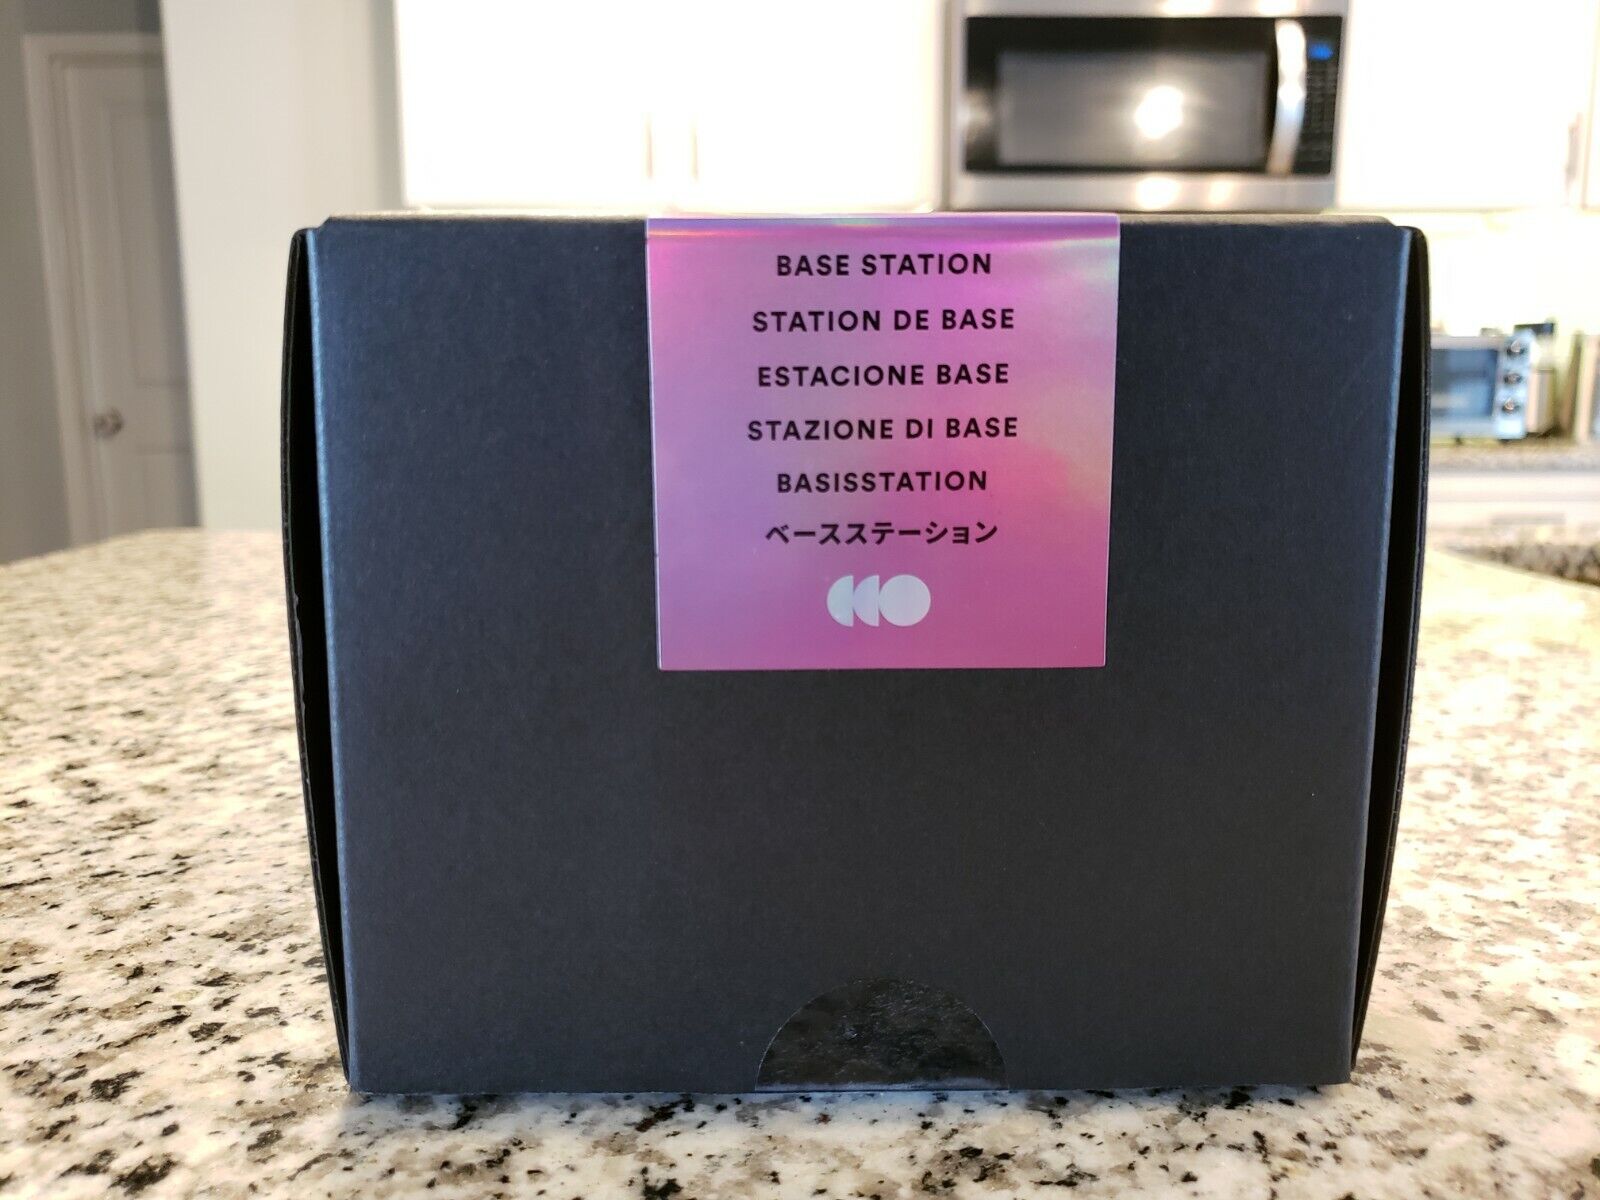 BASE STATION
STATION DE BASE
ESTACIONE BASE
STAZIONE DI BASE
BASISSTATION
ベースステーション